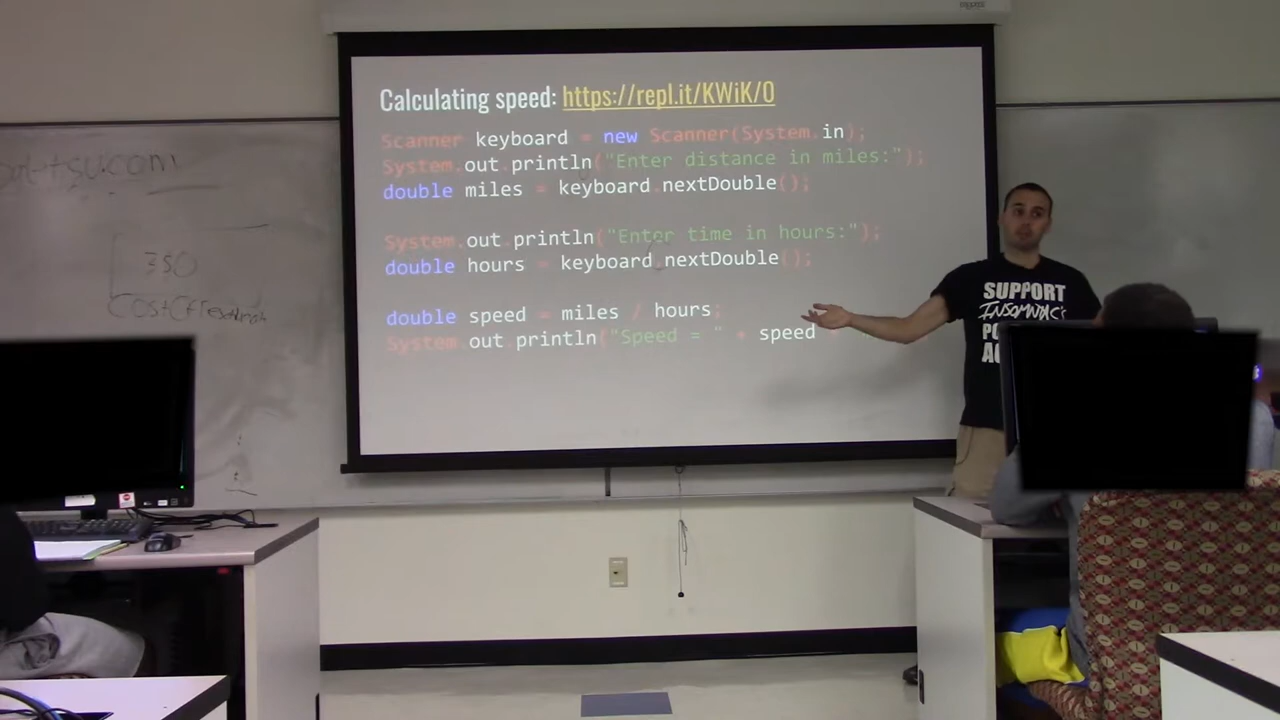 Calculating speed: https://repl.it/KWiK/0
Scanner keyboard = new Scanner(System.in);
System.out.println("Enter distance in miles:");
double miles = keyboard.nextDouble();
System.out.println("Enter time in hours:");
double hours = keyboard.nextDouble();
double speed = miles / hours;
System.out.println("Speed = " + speed
350
SUPPORT
INSOMNIAC'S